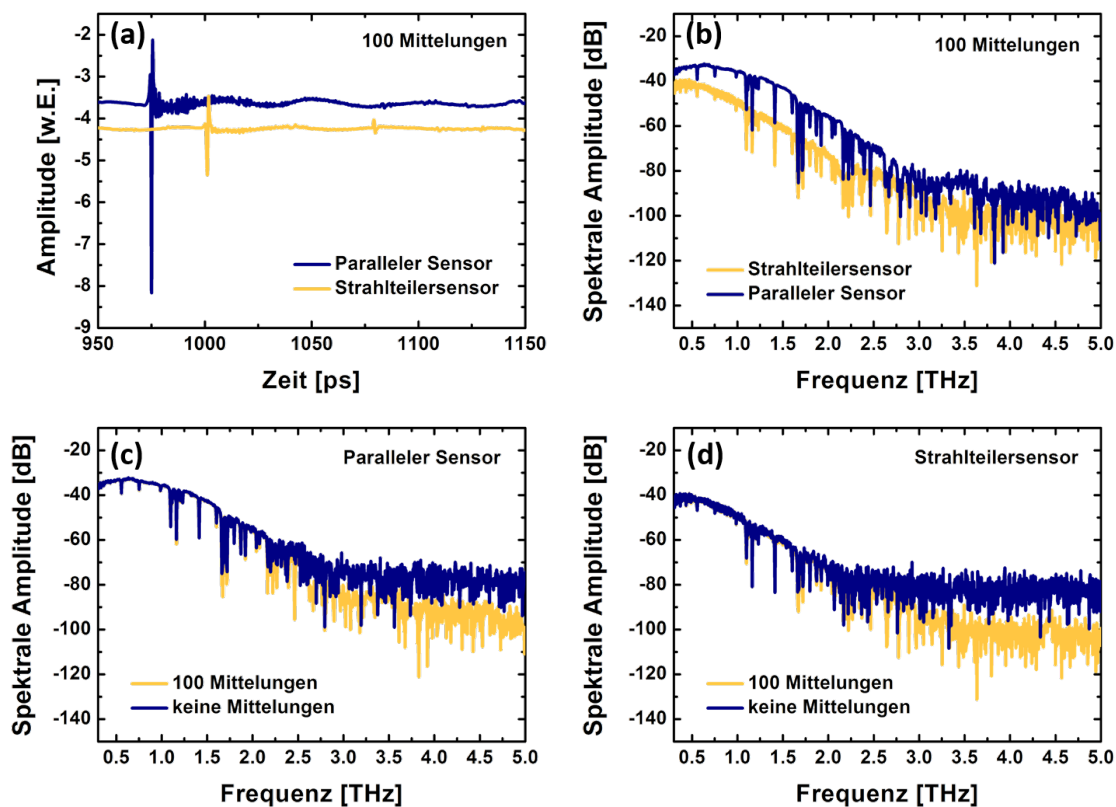 (a)
100 Mittelungen
Amplitude [w.E.]
-2
-3
-4
-5
-6
-7
-8
-9
Paralleler Sensor
Strahlteilersensor
950
1000
1050
1100
1150
Zeit [ps]
(b)
100 Mittelungen
Spektrale Amplitude [dB]
-20
-40
-60
-80
-100
-120
-140
Strahlteilersensor
Paralleler Sensor
0.5
1.0
1.5
2.0
2.5
3.0
3.5
4.0
4.5
5.0
Frequenz [THz]
(c)
Paralleler Sensor
Spektrale Amplitude [dB]
-20
-40
-60
-80
-100
-120
-140
100 Mittelungen
keine Mittelungen
0.5
1.0
1.5
2.0
2.5
3.0
3.5
4.0
4.5
5.0
Frequenz [THz]
(d)
Strahlteilersensor
Spektrale Amplitude [dB]
-20
-40
-60
-80
-100
-120
-140
100 Mittelungen
keine Mittelungen
0.5
1.0
1.5
2.0
2.5
3.0
3.5
4.0
4.5
5.0
Frequenz [THz]